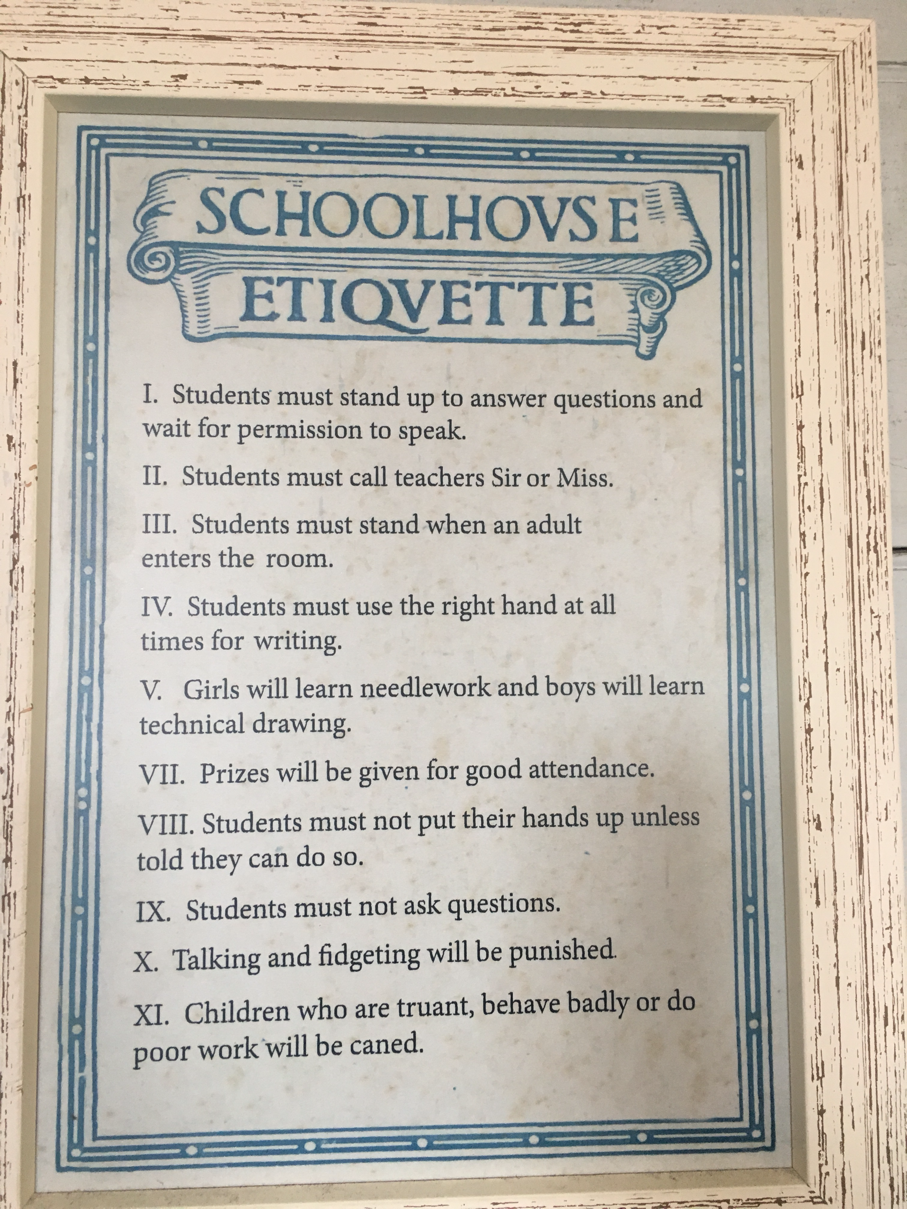 SCHOOLHOVSE
ETIQVETTE
I. Students must stand up to answer questions and
wait for permission to speak.
II. Students must call teachers Sir or Miss.
III. Students must stand when an adult
enters the room.
IV. Students must use the right hand at all
times for writing.
V. Girls will learn needlework and boys will learn
technical drawing.
VII. Prizes will be given for good attendance.
VIII. Students must not put their hands up unless
told they can do so.
IX. Students must not ask questions.
X. Talking and fidgeting will be punished.
XI. Children who are truant, behave badly or do
poor work will be caned.